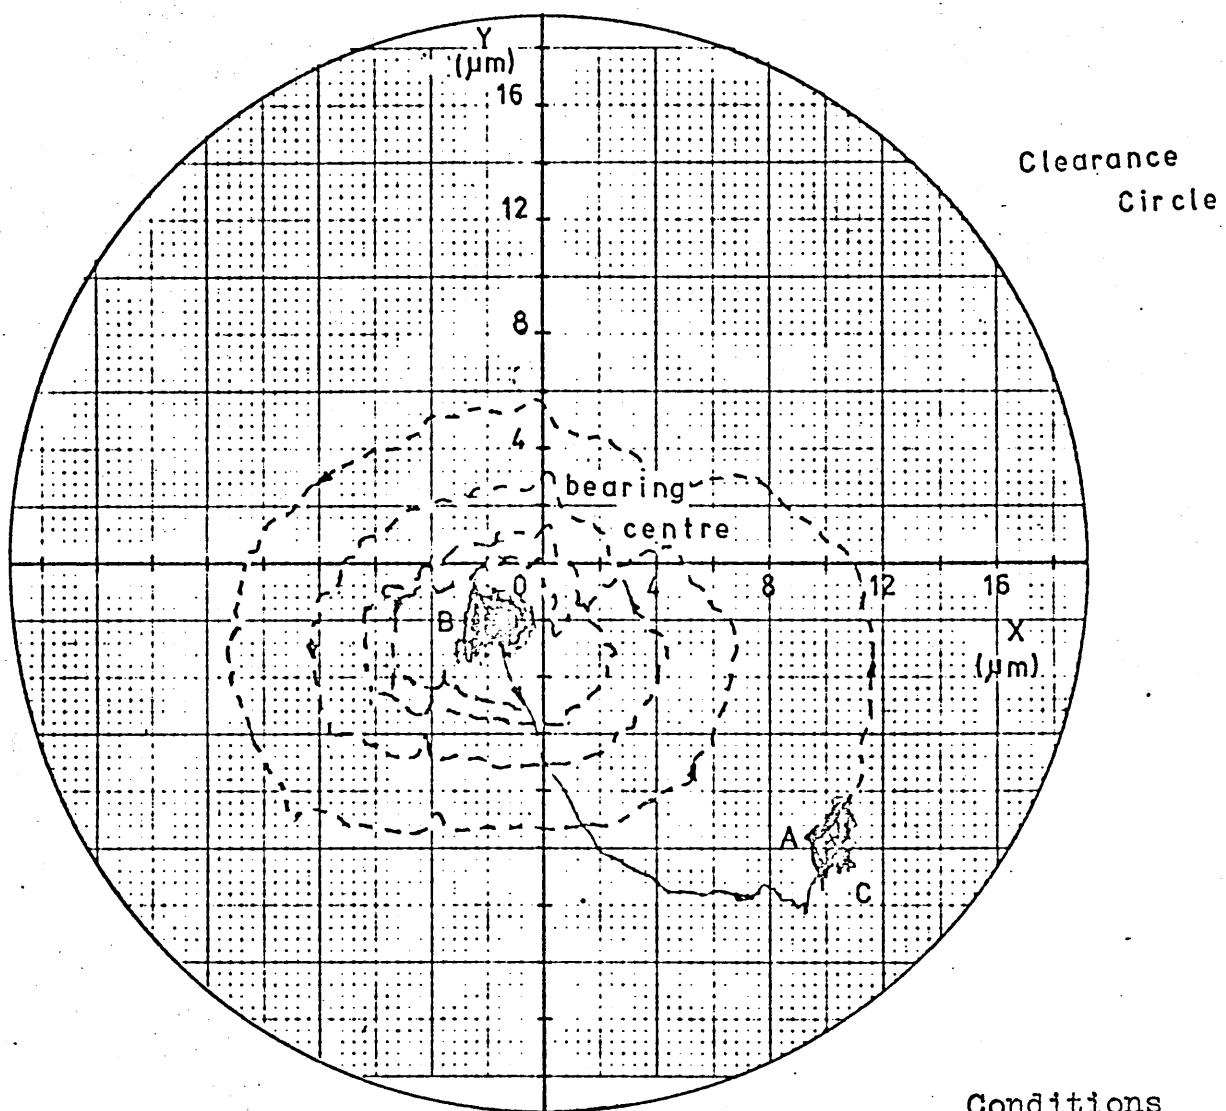 Y
(μm)
16
Clearance
Circle
12
8
4
bearing
centre
0
4
8
12
16
B
X
(μm)
A
C
Conditions